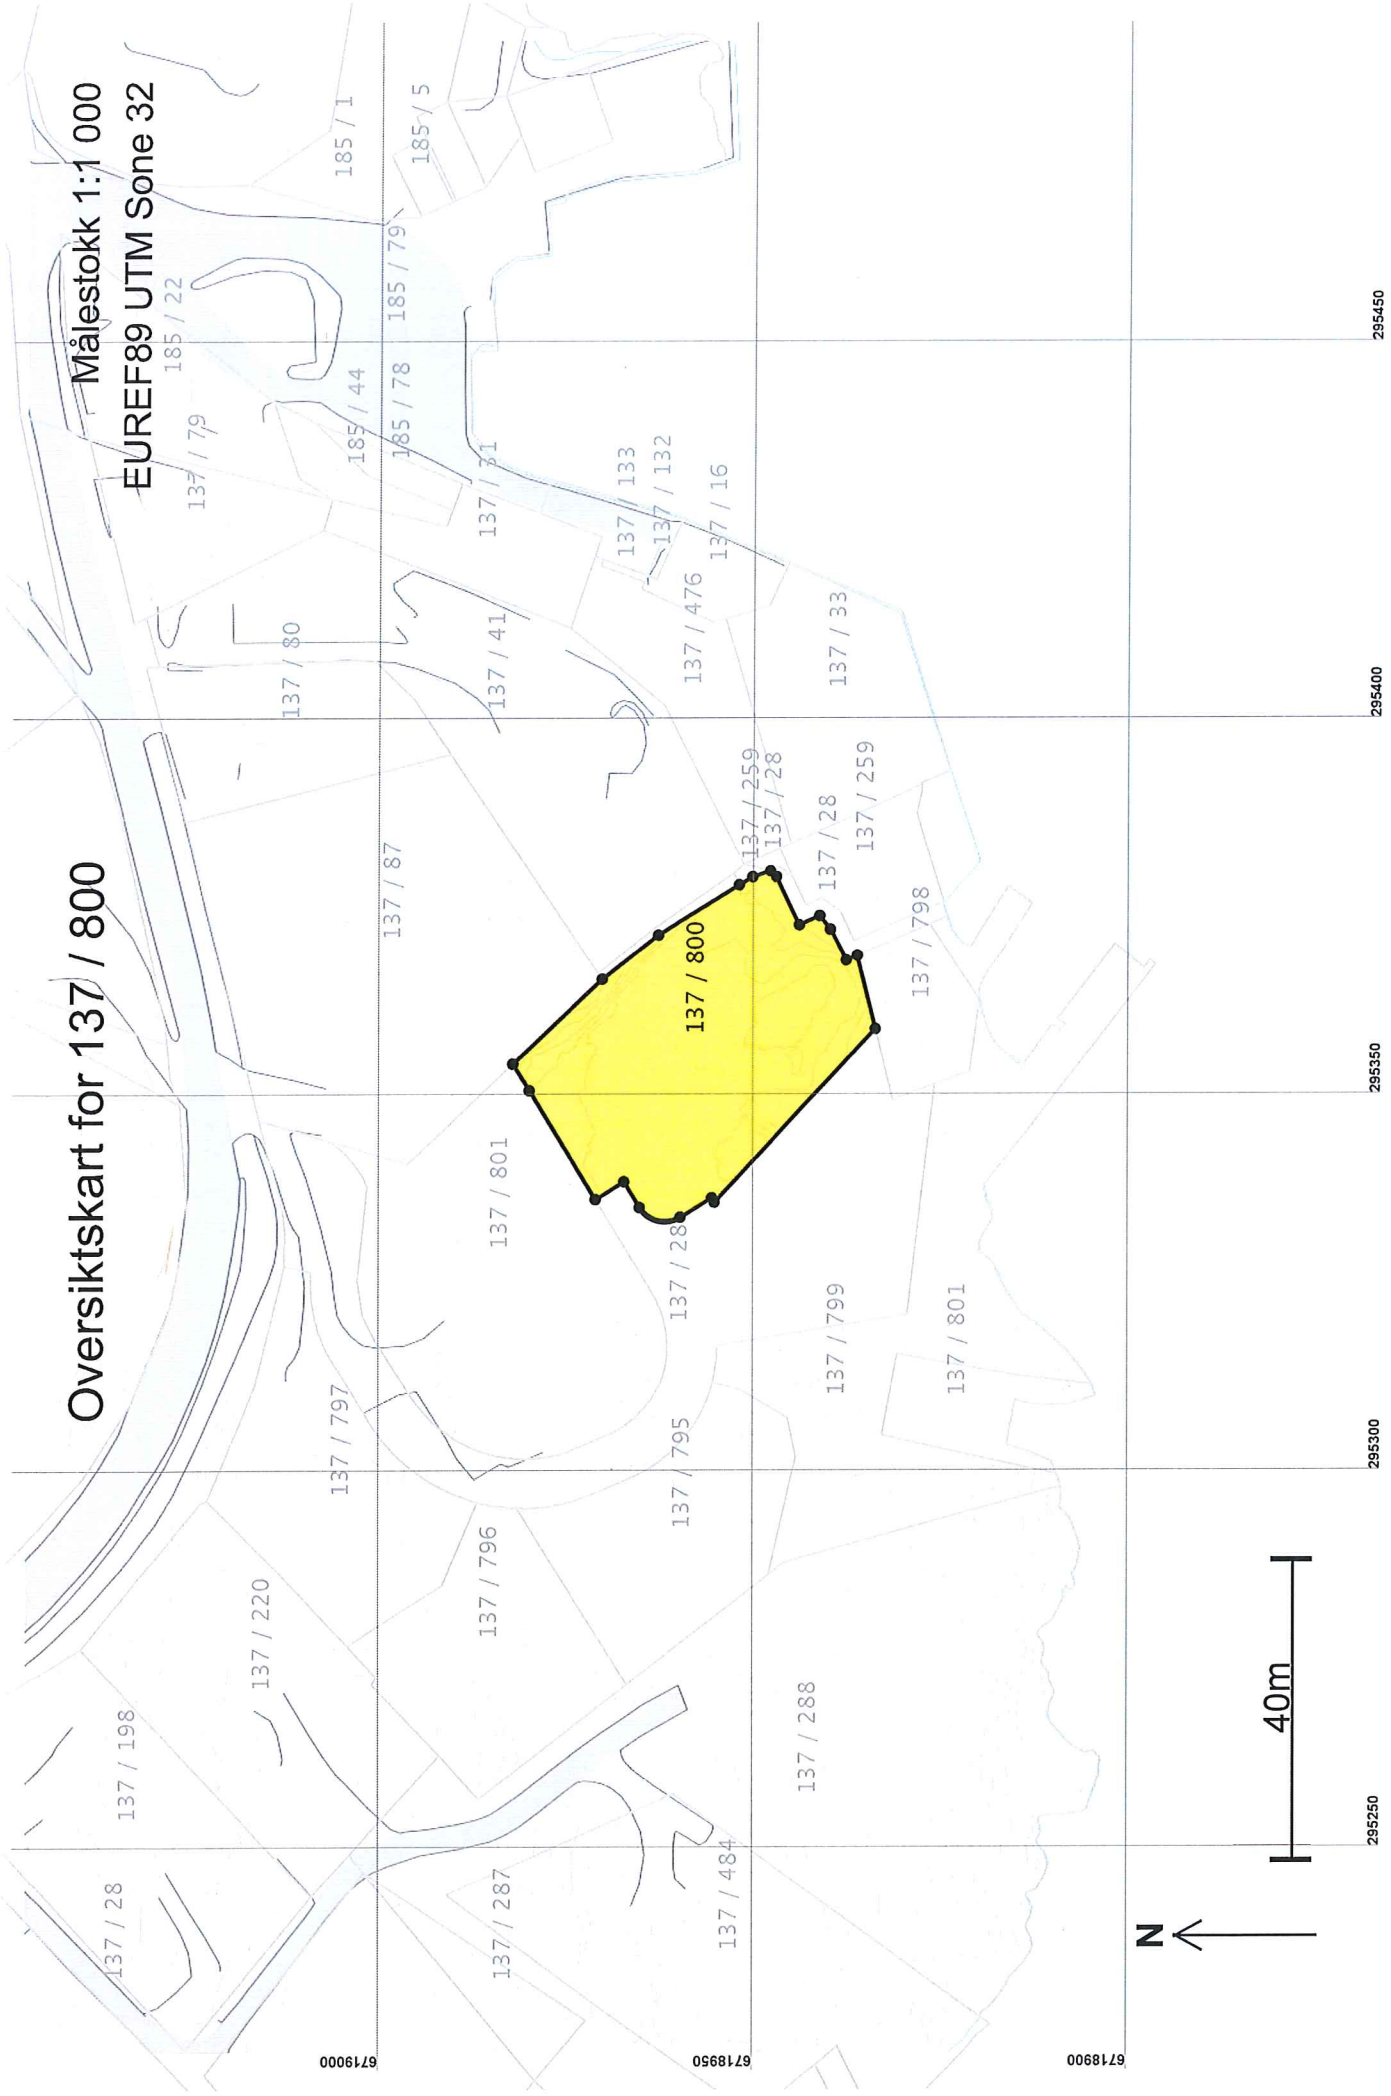 Oversiktskart for 137 / 800
Målestokk 1:1 000
EUREF89 UTM Sone 32
137 / 28
137 / 198
137 / 220
137 / 797
137 / 87
137 / 80
137 / 79
185 / 22
185 / 44
185 / 78
185 / 79
185 / 1
185 / 5
6719000
137 / 287
137 / 796
137 / 801
137 / 41
137 / 31
137 / 133
137 / 132
137 / 16
137 / 476
137 / 484
137 / 795
137 / 28
137 / 800
137 / 259
137 / 28
6718950
137 / 288
137 / 799
137 / 28
137 / 259
137 / 33
137 / 798
137 / 801
6718900
N
40m
295250
295300
295350
295400
295450